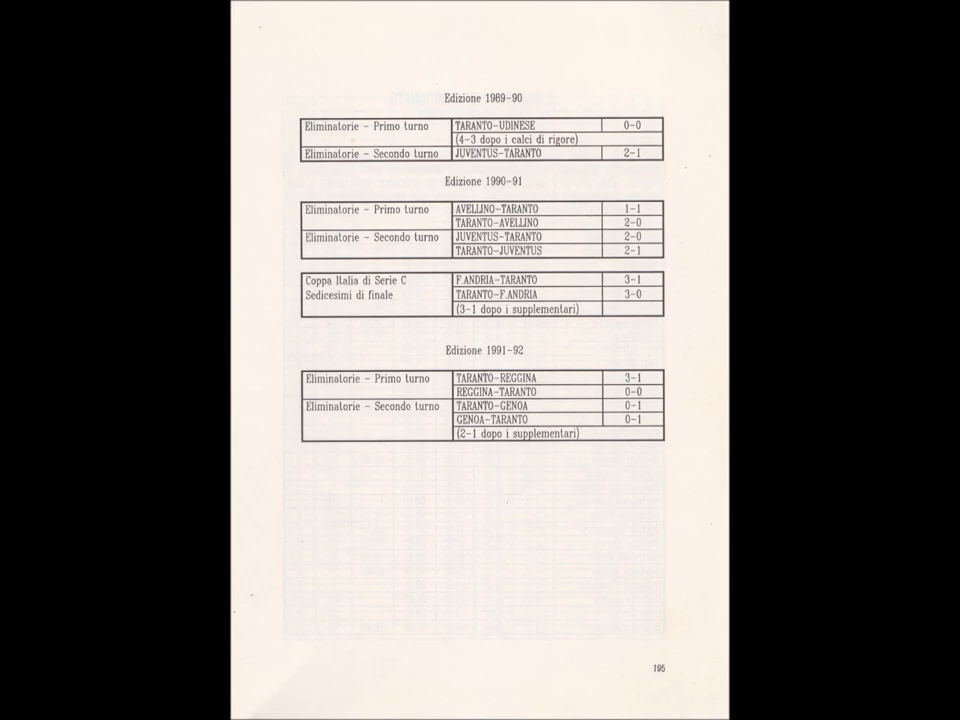 Edizione 1989-90
Eliminatorie - Primo turno TARANTO-UDINESE 0-0
(4-3 dopo i calci di rigore)
Eliminatorie - Secondo turno JUVENTUS-TARANTO 2-1
Edizione 1990-91
Eliminatorie - Primo turno AVELLINO-TARANTO 1-1
TARANTO-AVELLINO 2-0
Eliminatorie - Secondo turno JUVENTUS-TARANTO 2-0
TARANTO-JUVENTUS 2-1
Coppa Italia di Serie C F.ANDRIA-TARANTO 3-1
Sedicesimi di finale TARANTO-F.ANDRIA 3-0
(3-1 dopo i supplementari)
Edizione 1991-92
Eliminatorie - Primo turno TARANTO-REGGINA 3-1
REGGINA-TARANTO 0-0
Eliminatorie - Secondo turno TARANTO-GENOA 0-1
GENOA-TARANTO 0-1
(2-1 dopo i supplementari)
195